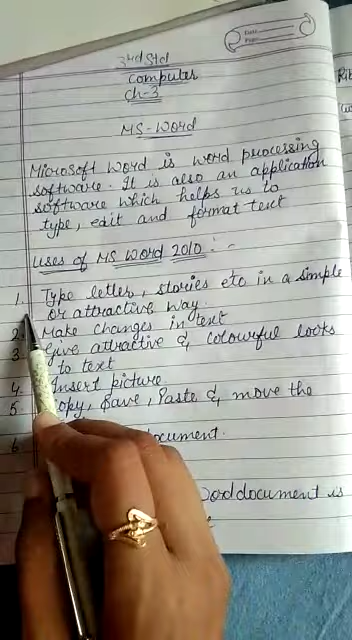 3rd Std
Computer
Ch-3
MS-Word
Microsoft Word is word processing
software. It is also an application
software which helps us to
type, edit and format text
Uses of MS Word 2010 :-
1. Type letter, stories etc in a simple
or attractive way.
2. Make changes in text
3. Give attractive & colourful looks
to text
4. Insert picture
5. Copy, Save, Paste & move the
6. document.
Word document is